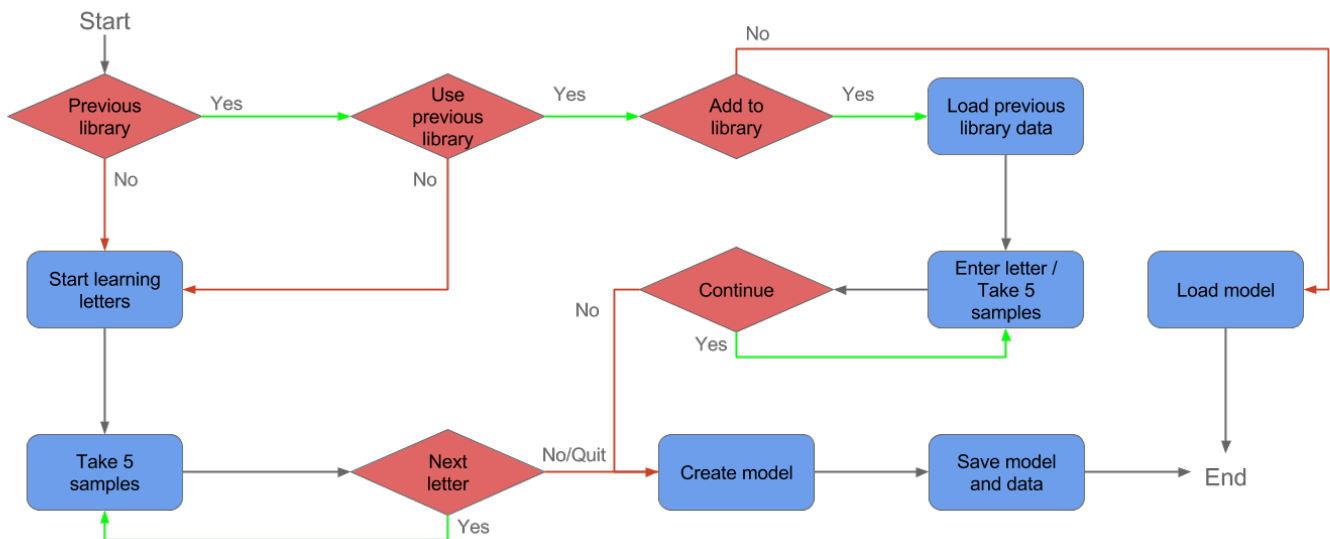 Start
No
Previous
library
Yes
Use
previous
library
Yes
Add to
library
Yes
Load previous
library data
No
No
Start learning
letters
Continue
Enter letter /
Take 5
samples
Load model
No
Yes
Take 5
samples
Next
letter
No/Quit
Create model
Save model
and data
End
Yes